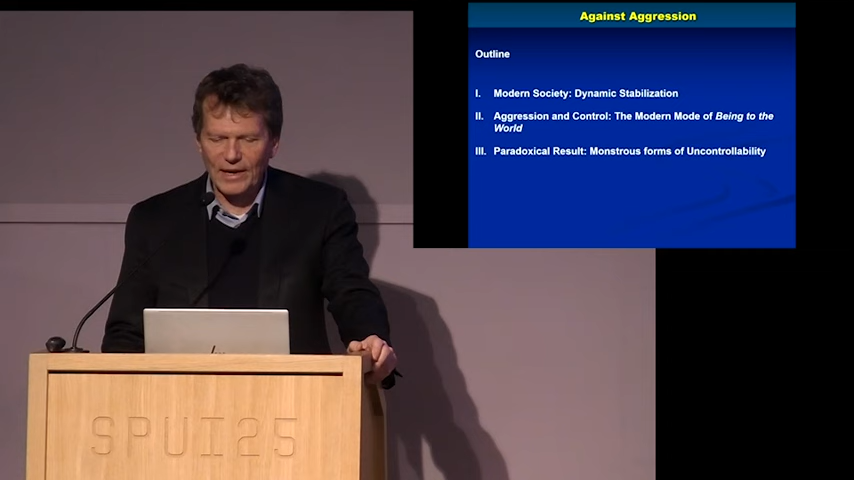 Against Aggression
Outline
I. Modern Society: Dynamic Stabilization
II. Aggression and Control: The Modern Mode of Being to the
World
III. Paradoxical Result: Monstrous forms of Uncontrollability
SPUI25